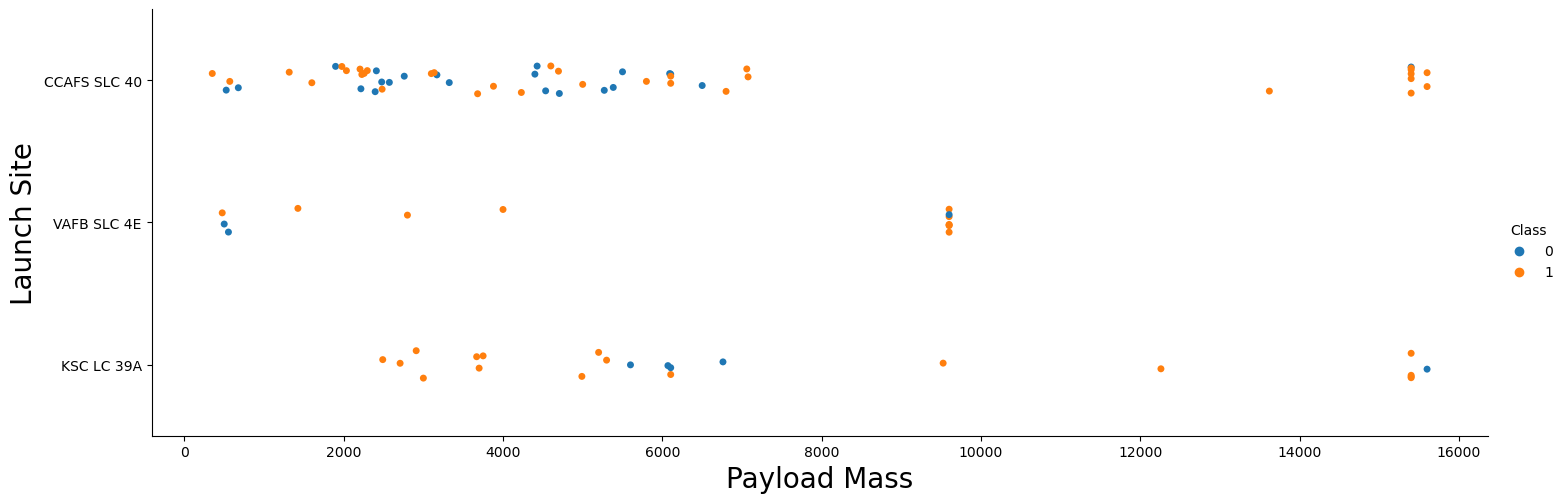 Launch Site
CCAFS SLC 40
VAFB SLC 4E
KSC LC 39A
0 2000 4000 6000 8000 10000 12000 14000 16000
Payload Mass
Class
0
1